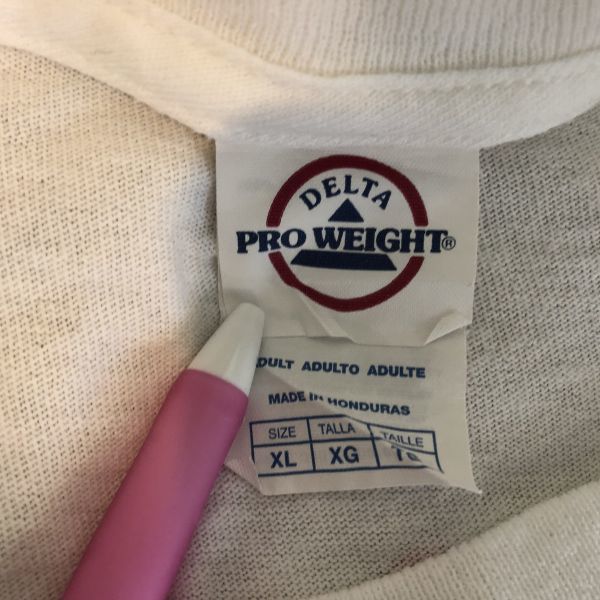 DELTA
PRO WEIGHT®
ADULTO ADULTE
MADE IN HONDURAS
SIZE TALLA TAILLE
XL XG